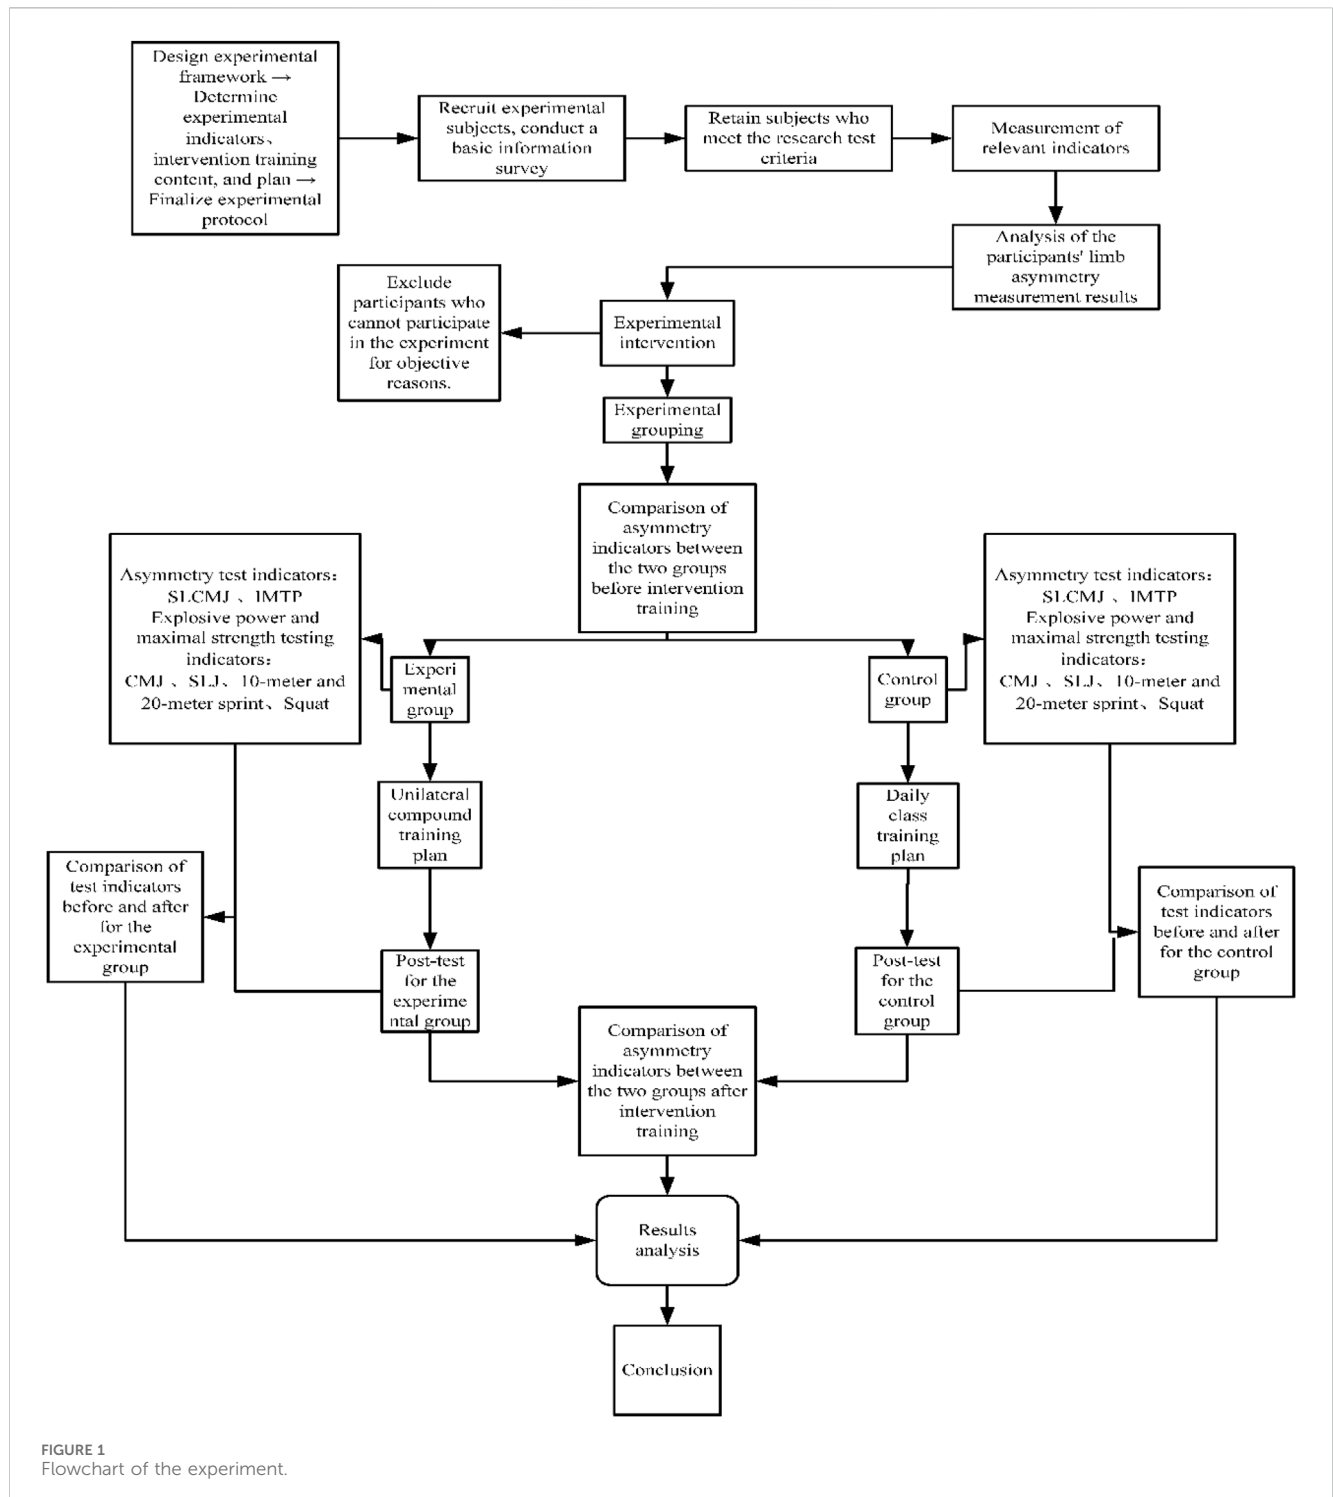 Design experimental
framework →
Determine
experimental
indicators、
intervention training
content, and plan →
Finalize experimental
protocol
Recruit experimental
subjects, conduct a
basic information
survey
Retain subjects who
meet the research test
criteria
Measurement of
relevant indicators
Analysis of the
participants' limb
asymmetry
measurement results
Exclude
participants who
cannot participate
in the experiment
for objective
reasons.
Experimental
intervention
Experimental
grouping
Comparison of
asymmetry
indicators between
the two groups
before intervention
training
Asymmetry test indicators：
SLCMJ 、IMTP
Explosive power and
maximal strength testing
indicators：
CMJ 、SLJ、10-meter and
20-meter sprint、Squat
Experi
mental
group
Control
group
Asymmetry test indicators：
SLCMJ 、IMTP
Explosive power and
maximal strength testing
indicators：
CMJ 、SLJ、10-meter and
20-meter sprint、Squat
Unilateral
compound
training
plan
Daily
class
training
plan
Comparison of
test indicators
before and after
for the
experimental
group
Comparison of
test indicators
before and after
for the control
group
Post-test
for the
experime
ntal group
Post-test
for the
control
group
Comparison of
asymmetry
indicators between
the two groups after
intervention
training
Results
analysis
Conclusion
FIGURE 1
Flowchart of the experiment.